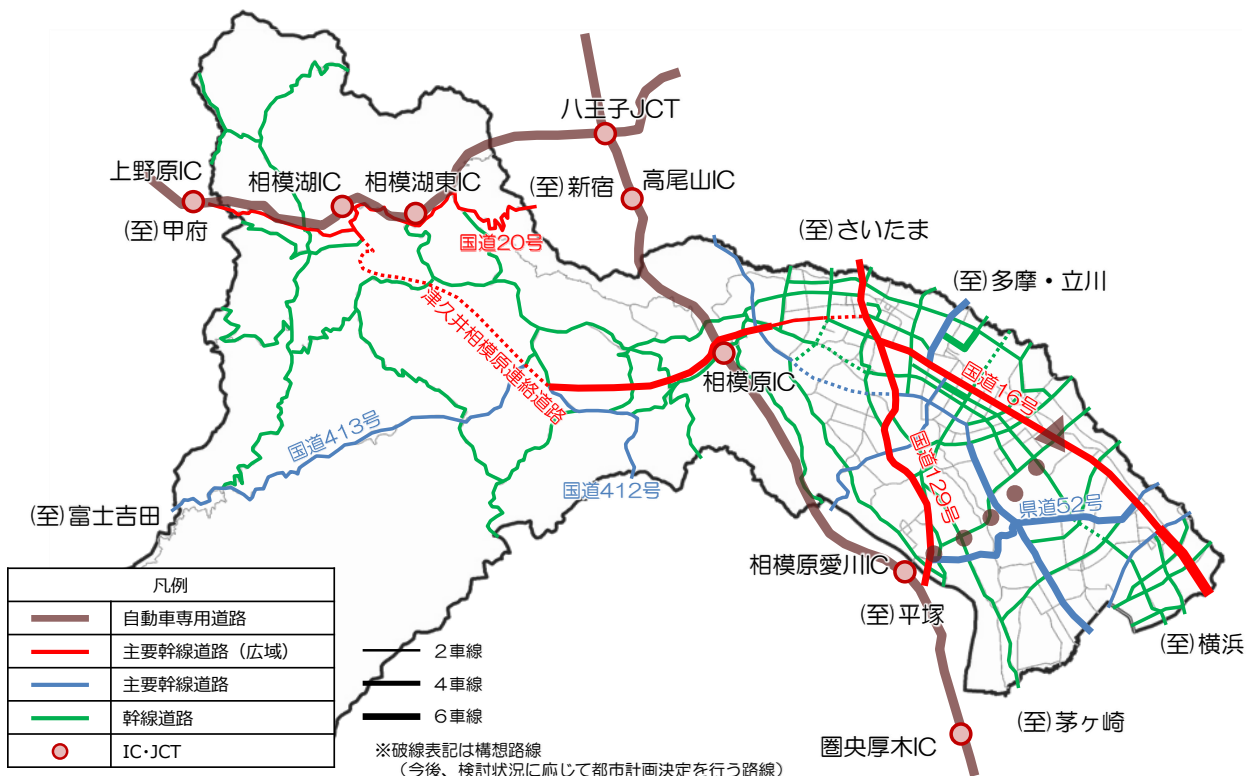 八王子JCT
上野原IC
相模湖IC
相模湖東IC
(至)新宿
高尾山IC
(至)甲府
国道20号
(至)さいたま
(至)多摩・立川
津久井相模原連絡道路
相模原IC
国道16号
国道413号
国道129号
国道412号
県道52号
(至)富士吉田
相模原愛川IC
(至)平塚
(至)横浜
(至)茅ヶ崎
圏央厚木IC
凡例
自動車専用道路
主要幹線道路（広域）
主要幹線道路
幹線道路
IC・JCT
2車線
4車線
6車線
※破線表記は構想路線
（今後、検討状況に応じて都市計画決定を行う路線）